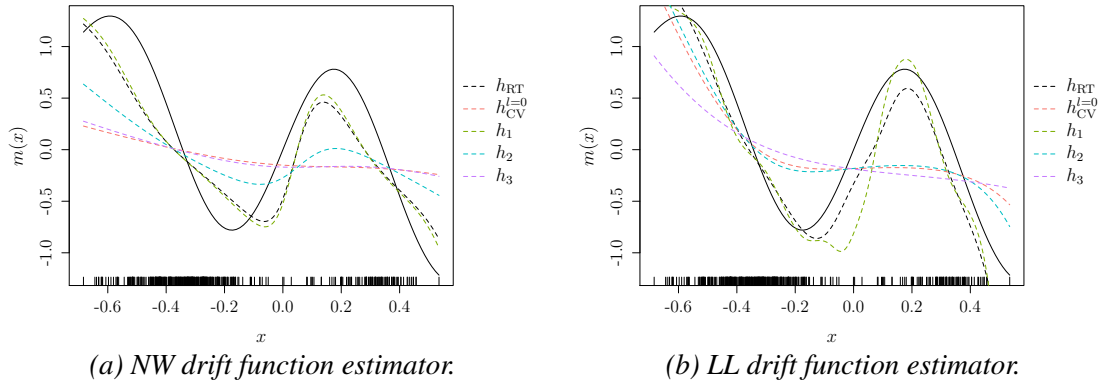 m(x)
1.0
0.5
0.0
-0.5
-1.0
-0.6 -0.4 -0.2 0.0 0.2 0.4
x
h_RT
h_CV^{l=0}
h_1
h_2
h_3
(a) NW drift function estimator.
m(x)
1.0
0.5
0.0
-0.5
-1.0
-0.6 -0.4 -0.2 0.0 0.2 0.4
x
h_RT
h_CV^{l=0}
h_1
h_2
h_3
(b) LL drift function estimator.